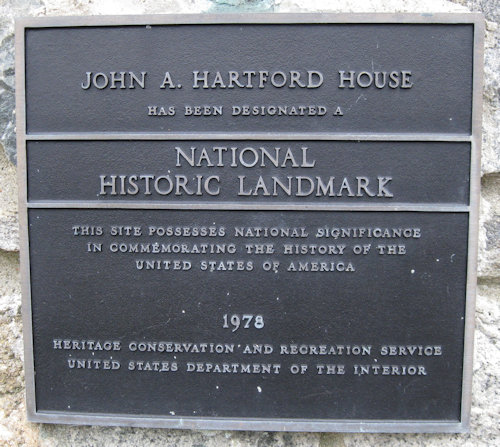 JOHN A. HARTFORD HOUSE
HAS BEEN DESIGNATED A
NATIONAL
HISTORIC LANDMARK
THIS SITE POSSESSES NATIONAL SIGNIFICANCE
IN COMMEMORATING THE HISTORY OF THE
UNITED STATES OF AMERICA
1978
HERITAGE CONSERVATION AND RECREATION SERVICE
UNITED STATES DEPARTMENT OF THE INTERIOR